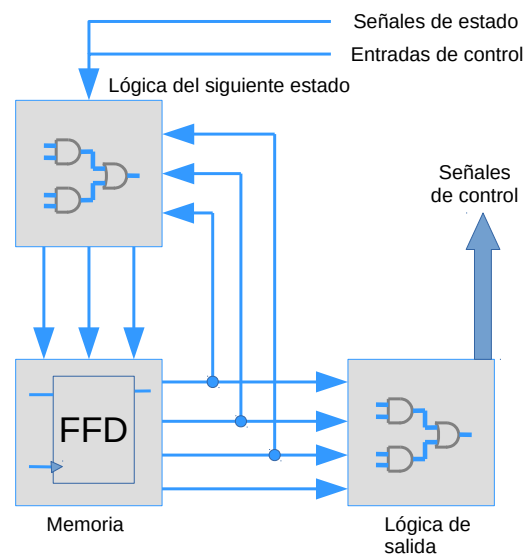 Señales de estado
Entradas de control
Lógica del siguiente estado
Señales
de control
FFD
Memoria
Lógica de
salida